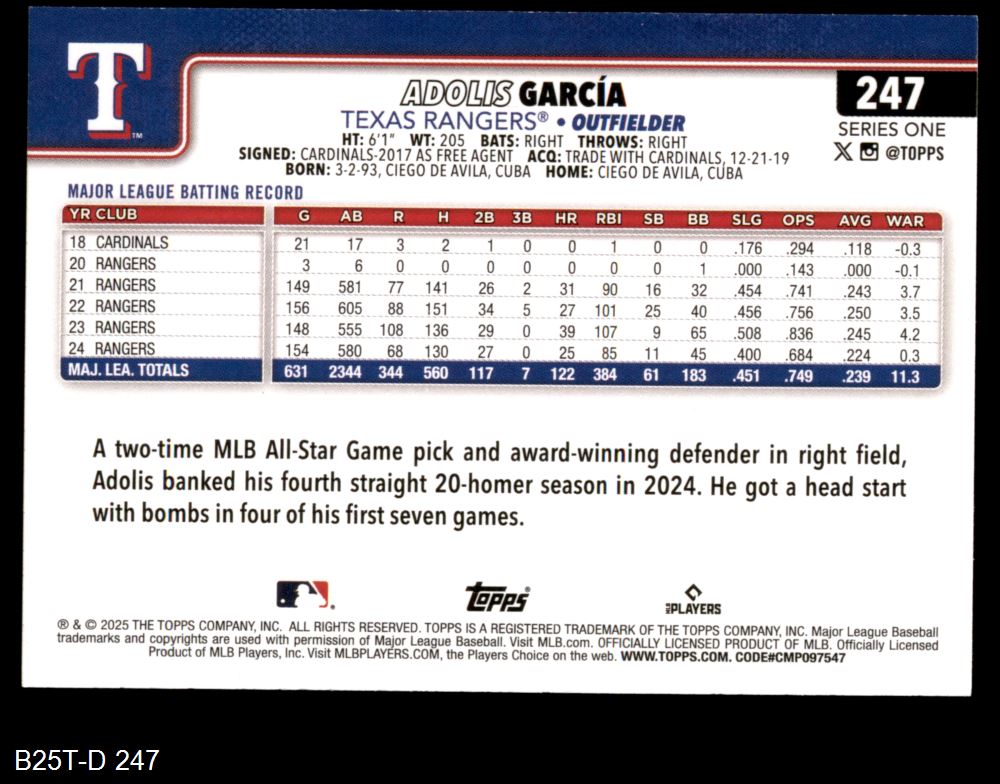 T
™
ADOLIS GARCÍA
247
TEXAS RANGERS® • OUTFIELDER
SERIES ONE
HT: 6'1" WT: 205 BATS: RIGHT THROWS: RIGHT
@TOPPS
SIGNED: CARDINALS-2017 AS FREE AGENT ACQ: TRADE WITH CARDINALS, 12-21-19
BORN: 3-2-93, CIEGO DE AVILA, CUBA HOME: CIEGO DE AVILA, CUBA
MAJOR LEAGUE BATTING RECORD
YR CLUB G AB R H 2B 3B HR RBI SB BB SLG OPS AVG WAR
18 CARDINALS 21 17 3 2 1 0 0 1 0 0 .176 .294 .118 -0.3
20 RANGERS 3 6 0 0 0 0 0 0 0 1 .000 .143 .000 -0.1
21 RANGERS 149 581 77 141 26 2 31 90 16 32 .454 .741 .243 3.7
22 RANGERS 156 605 88 151 34 5 27 101 25 40 .456 .756 .250 3.5
23 RANGERS 148 555 108 136 29 0 39 107 9 65 .508 .836 .245 4.2
24 RANGERS 154 580 68 130 27 0 25 85 11 45 .400 .684 .224 0.3
MAJ. LEA. TOTALS 631 2344 344 560 117 7 122 384 61 183 .451 .749 .239 11.3
A two-time MLB All-Star Game pick and award-winning defender in right field,
Adolis banked his fourth straight 20-homer season in 2024. He got a head start
with bombs in four of his first seven games.
Topps®
MLB PLAYERS
® & © 2025 THE TOPPS COMPANY, INC. ALL RIGHTS RESERVED. TOPPS IS A REGISTERED TRADEMARK OF THE TOPPS COMPANY, INC. Major League Baseball
trademarks and copyrights are used with permission of Major League Baseball. Visit MLB.com. OFFICIALLY LICENSED PRODUCT OF MLB. Officially Licensed
Product of MLB Players, Inc. Visit MLBPLAYERS.COM, the Players Choice on the web. WWW.TOPPS.COM. CODE#CMP097547
B25T-D 247